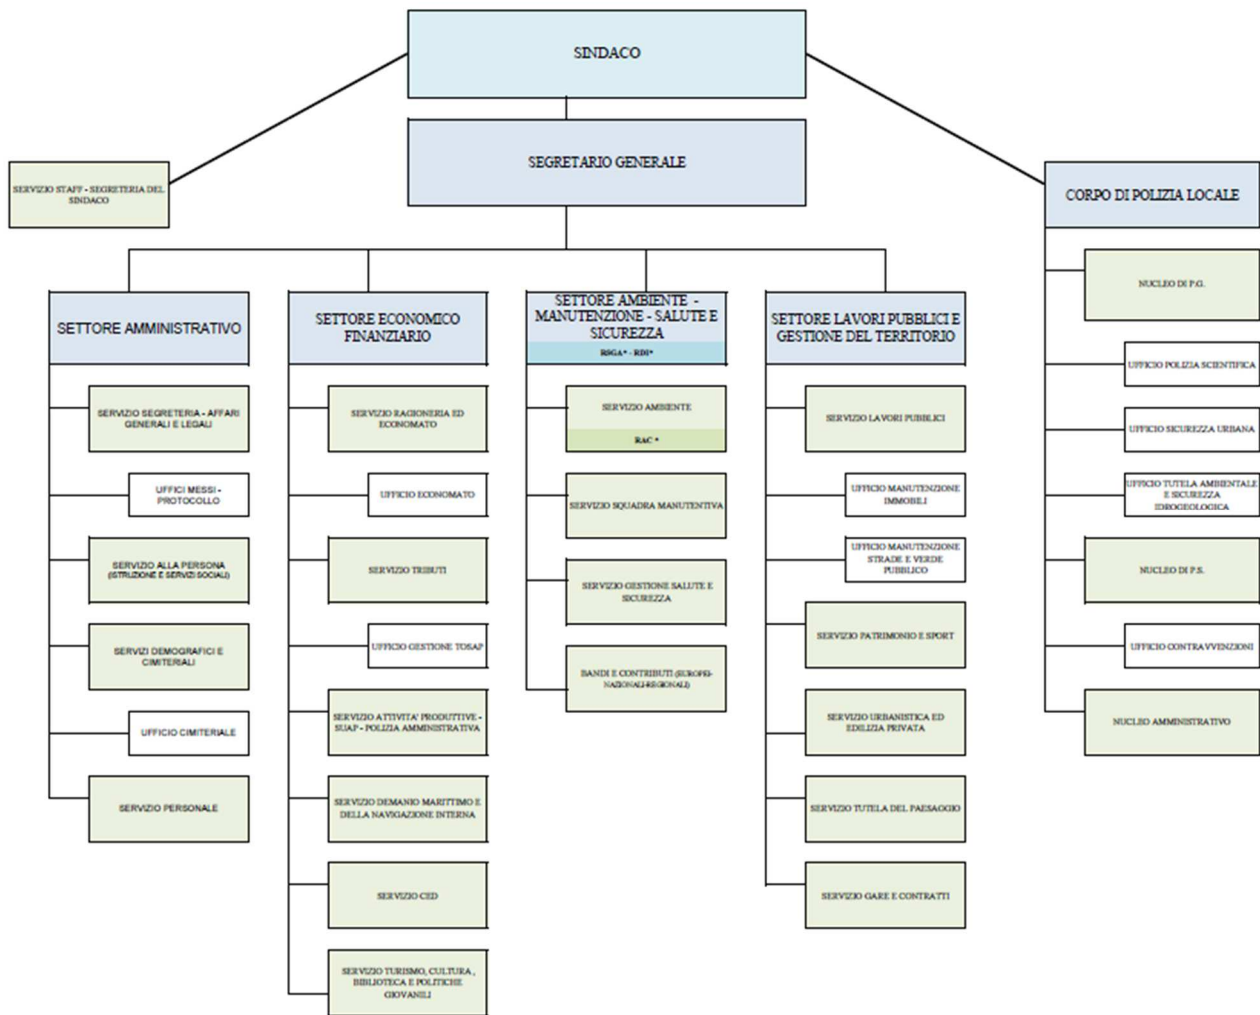 SINDACO
SEGRETARIO GENERALE
SERVIZIO STAFF - SEGRETERIA DEL
SINDACO
CORPO DI POLIZIA LOCALE
NUCLEO DI P.G.
UFFICIO POLIZIA SCIENTIFICA
UFFICIO SICUREZZA URBANA
UFFICIO TUTELA AMBIENTALE
E SICUREZZA
IDROGEOLOGICA
NUCLEO DI P.S.
UFFICIO CONTRAVVENZIONI
NUCLEO AMMINISTRATIVO
SETTORE AMMINISTRATIVO
SERVIZIO SEGRETERIA - AFFARI
GENERALI E LEGALI
UFFICI MESSI -
PROTOCOLLO
SERVIZIO ALLA PERSONA
(ISTRUZIONE E SERVIZI SOCIALI)
SERVIZI DEMOGRAFICI E
CIMITERIALI
UFFICIO CIMITERIALE
SERVIZIO PERSONALE
SETTORE ECONOMICO
FINANZIARIO
SERVIZIO RAGIONERIA ED
ECONOMATO
UFFICIO ECONOMATO
SERVIZIO TRIBUTI
UFFICIO GESTIONE TOSAP
SERVIZIO ATTIVITA' PRODUTTIVE -
SUAP - POLIZIA AMMINISTRATIVA
SERVIZIO DEMANIO MARITTIMO E
DELLA NAVIGAZIONE INTERNA
SERVIZIO CED
SERVIZIO TURISMO, CULTURA ,
BIBLIOTECA E POLITICHE
GIOVANILI
SETTORE AMBIENTE -
MANUTENZIONE - SALUTE E
SICUREZZA
RSGA* - RDI*
SERVIZIO AMBIENTE
RAC *
SERVIZIO SQUADRA MANUTENTIVA
SERVIZIO GESTIONE SALUTE E
SICUREZZA
BANDI E CONTRIBUTI (EUROPEI-
NAZIONALI-REGIONALI)
SETTORE LAVORI PUBBLICI E
GESTIONE DEL TERRITORIO
SERVIZIO LAVORI PUBBLICI
UFFICIO MANUTENZIONE
IMMOBILI
UFFICIO MANUTENZIONE
STRADE E VERDE
PUBBLICO
SERVIZIO PATRIMONIO E SPORT
SERVIZIO URBANISTICA ED
EDILIZIA PRIVATA
SERVIZIO TUTELA DEL PAESAGGIO
SERVIZIO GARE E CONTRATTI